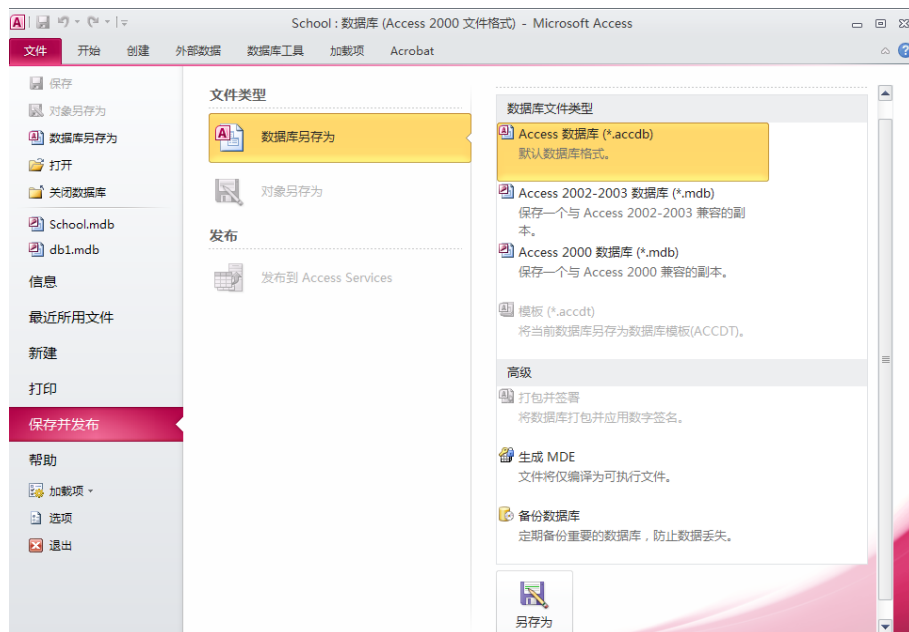 School : 数据库 (Access 2000 文件格式) - Microsoft Access
文件 开始 创建 外部数据 数据库工具 加载项 Acrobat
保存
对象另存为
数据库另存为
打开
关闭数据库
School.mdb
db1.mdb
信息
最近所用文件
新建
打印
保存并发布
帮助
加载项
选项
退出
文件类型
数据库另存为
对象另存为
发布
发布到 Access Services
数据库文件类型
Access 数据库 (*.accdb)
默认数据库格式。
Access 2002-2003 数据库 (*.mdb)
保存一个与 Access 2002-2003 兼容的副
本。
Access 2000 数据库 (*.mdb)
保存一个与 Access 2000 兼容的副本。
模板 (*.accdt)
将当前数据库另存为数据库模板(ACCDT)。
高级
打包并签署
将数据库打包并应用数字签名。
生成 MDE
文件将仅编译为可执行文件。
备份数据库
定期备份重要的数据库，防止数据丢失。
另存为